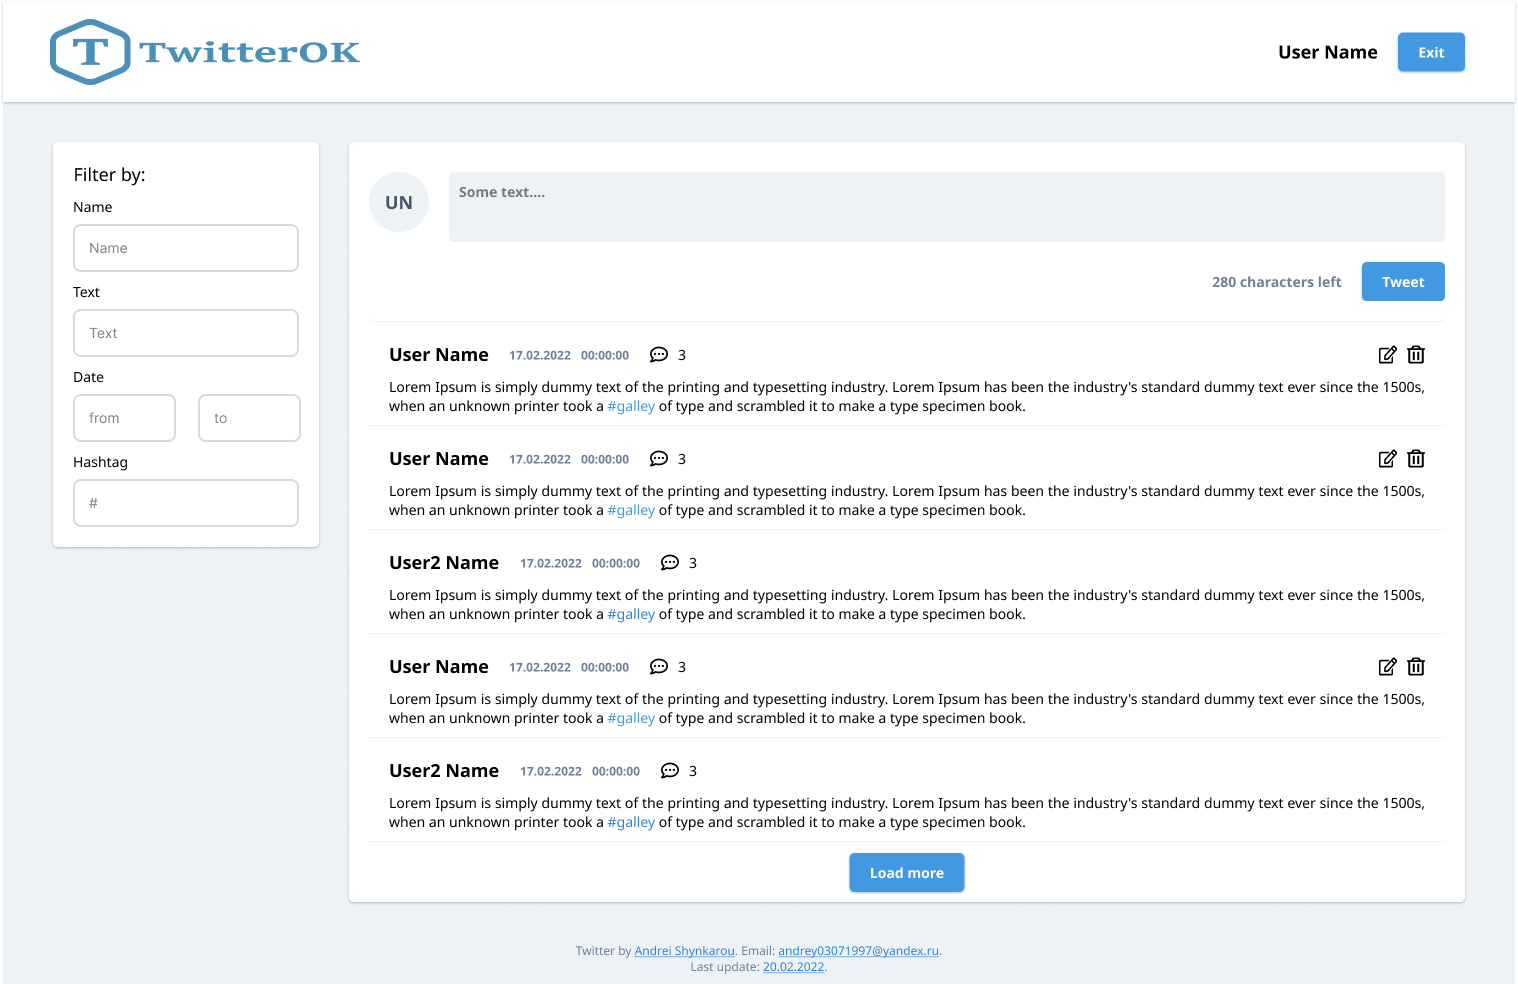 T TwitterOK
User Name Exit
Filter by:
Name
Name
Text
Text
Date
from to
Hashtag
#
UN Some text....
280 characters left Tweet
User Name 17.02.2022 00:00:00 3
Lorem Ipsum is simply dummy text of the printing and typesetting industry. Lorem Ipsum has been the industry's standard dummy text ever since the 1500s,
when an unknown printer took a #galley of type and scrambled it to make a type specimen book.
User Name 17.02.2022 00:00:00 3
Lorem Ipsum is simply dummy text of the printing and typesetting industry. Lorem Ipsum has been the industry's standard dummy text ever since the 1500s,
when an unknown printer took a #galley of type and scrambled it to make a type specimen book.
User2 Name 17.02.2022 00:00:00 3
Lorem Ipsum is simply dummy text of the printing and typesetting industry. Lorem Ipsum has been the industry's standard dummy text ever since the 1500s,
when an unknown printer took a #galley of type and scrambled it to make a type specimen book.
User Name 17.02.2022 00:00:00 3
Lorem Ipsum is simply dummy text of the printing and typesetting industry. Lorem Ipsum has been the industry's standard dummy text ever since the 1500s,
when an unknown printer took a #galley of type and scrambled it to make a type specimen book.
User2 Name 17.02.2022 00:00:00 3
Lorem Ipsum is simply dummy text of the printing and typesetting industry. Lorem Ipsum has been the industry's standard dummy text ever since the 1500s,
when an unknown printer took a #galley of type and scrambled it to make a type specimen book.
Load more
Twitter by Andrei Shynkarou. Email: andrey03071997@yandex.ru.
Last update: 20.02.2022.